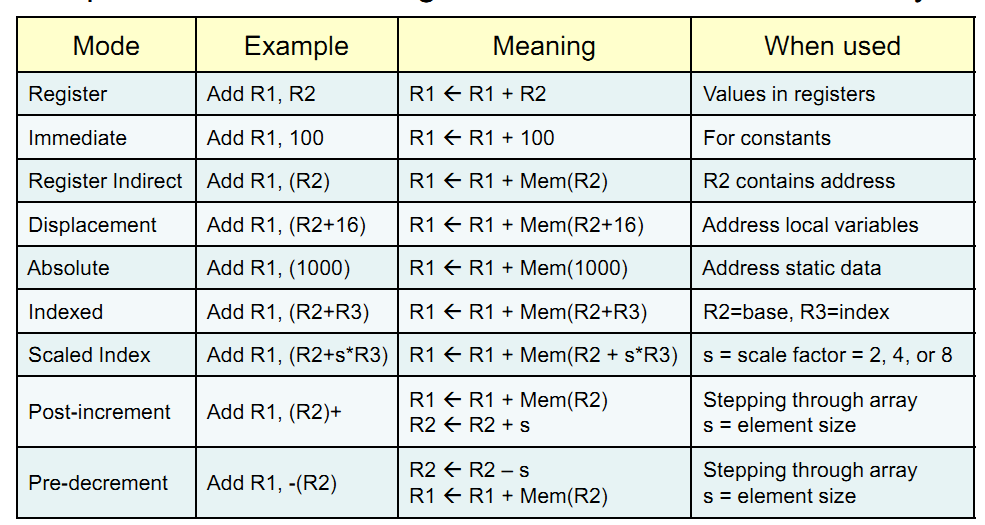 Mode Example Meaning When used
Register Add R1, R2 R1 ← R1 + R2 Values in registers
Immediate Add R1, 100 R1 ← R1 + 100 For constants
Register Indirect Add R1, (R2) R1 ← R1 + Mem(R2) R2 contains address
Displacement Add R1, (R2+16) R1 ← R1 + Mem(R2+16) Address local variables
Absolute Add R1, (1000) R1 ← R1 + Mem(1000) Address static data
Indexed Add R1, (R2+R3) R1 ← R1 + Mem(R2+R3) R2=base, R3=index
Scaled Index Add R1, (R2+s*R3) R1 ← R1 + Mem(R2 + s*R3) s = scale factor = 2, 4, or 8
Post-increment Add R1, (R2)+ R1 ← R1 + Mem(R2) Stepping through array
R2 ← R2 + s s = element size
Pre-decrement Add R1, -(R2) R2 ← R2 – s Stepping through array
R1 ← R1 + Mem(R2) s = element size